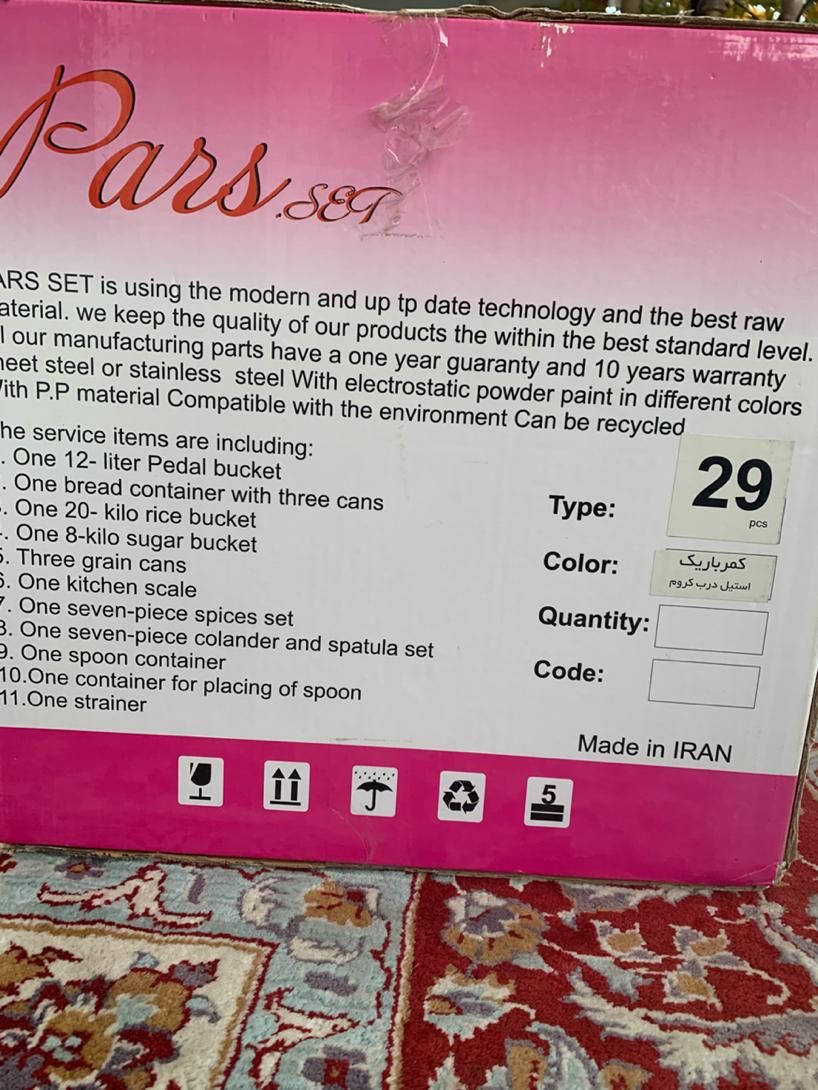 Pars.SET
ARS SET is using the modern and up tp date technology and the best raw
aterial. we keep the quality of our products the within the best standard level.
l our manufacturing parts have a one year guaranty and 10 years warranty
heet steel or stainless steel With electrostatic powder paint in different colors
ith P.P material Compatible with the environment Can be recycled
he service items are including:
. One 12- liter Pedal bucket
. One bread container with three cans
. One 20- kilo rice bucket
. One 8-kilo sugar bucket
5. Three grain cans
6. One kitchen scale
7. One seven-piece spices set
8. One seven-piece colander and spatula set
9. One spoon container
10.One container for placing of spoon
11.One strainer
Type: 29 pcs
Color: کمرباریک
استیل درب کروم
Quantity:
Code:
Made in IRAN
5